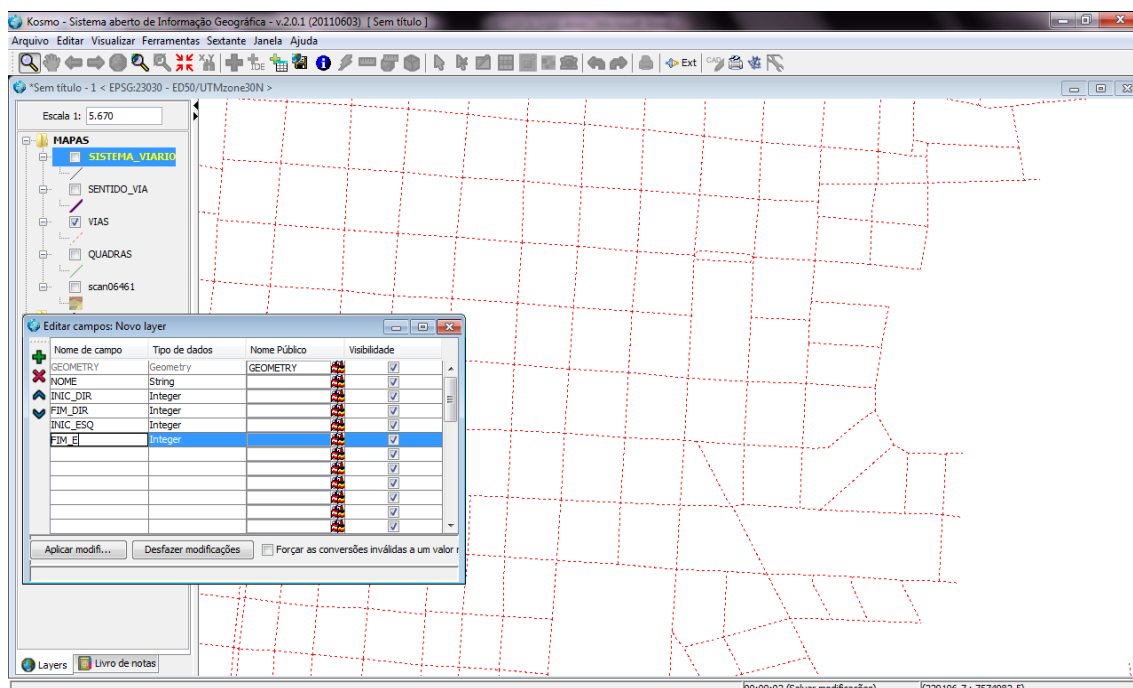 Kosmo - Sistema aberto de Informação Geográfica - v.2.0.1 (20110603) [ Sem título ]
Arquivo Editar Visualizar Ferramentas Sextante Janela Ajuda
Ext
*Sem título - 1 < EPSG:23030 - ED50/UTMzone30N >
Escala 1: 5.670
MAPAS
SISTEMA_VIARIO
SENTIDO_VIA
VIAS
QUADRAS
scan06461
Editar campos: Novo layer
Nome de campo Tipo de dados Nome Público Visibilidade
GEOMETRY Geometry GEOMETRY
NOME String
INIC_DIR Integer
FIM_DIR Integer
INIC_ESQ Integer
FIM_E Integer
Aplicar modifi... Desfazer modificações Forçar as conversões inválidas a um valor
Layers Livro de notas
(Salvar modificações)